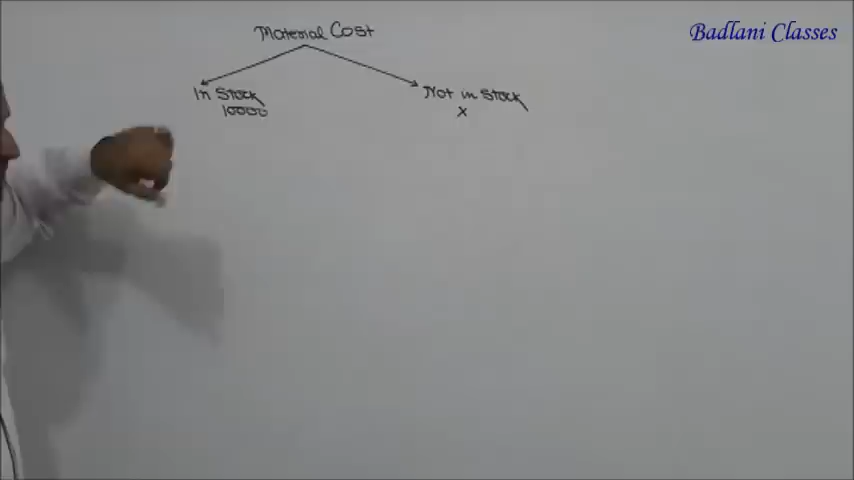 Badlani Classes
Material Cost
In Stock
Not in Stock
10000
x